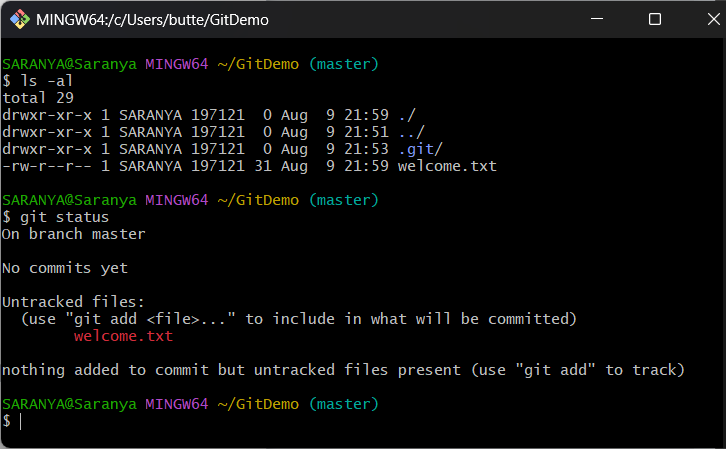 MINGW64:/c/Users/butte/GitDemo
SARANYA@Saranya MINGW64 ~/GitDemo (master)
$ ls -al
total 29
drwxr-xr-x 1 SARANYA 197121  0 Aug  9 21:59 ./
drwxr-xr-x 1 SARANYA 197121  0 Aug  9 21:51 ../
drwxr-xr-x 1 SARANYA 197121  0 Aug  9 21:53 .git/
-rw-r--r-- 1 SARANYA 197121 31 Aug  9 21:59 welcome.txt
SARANYA@Saranya MINGW64 ~/GitDemo (master)
$ git status
On branch master
No commits yet
Untracked files:
  (use "git add <file>..." to include in what will be committed)
        welcome.txt
nothing added to commit but untracked files present (use "git add" to track)
SARANYA@Saranya MINGW64 ~/GitDemo (master)
$